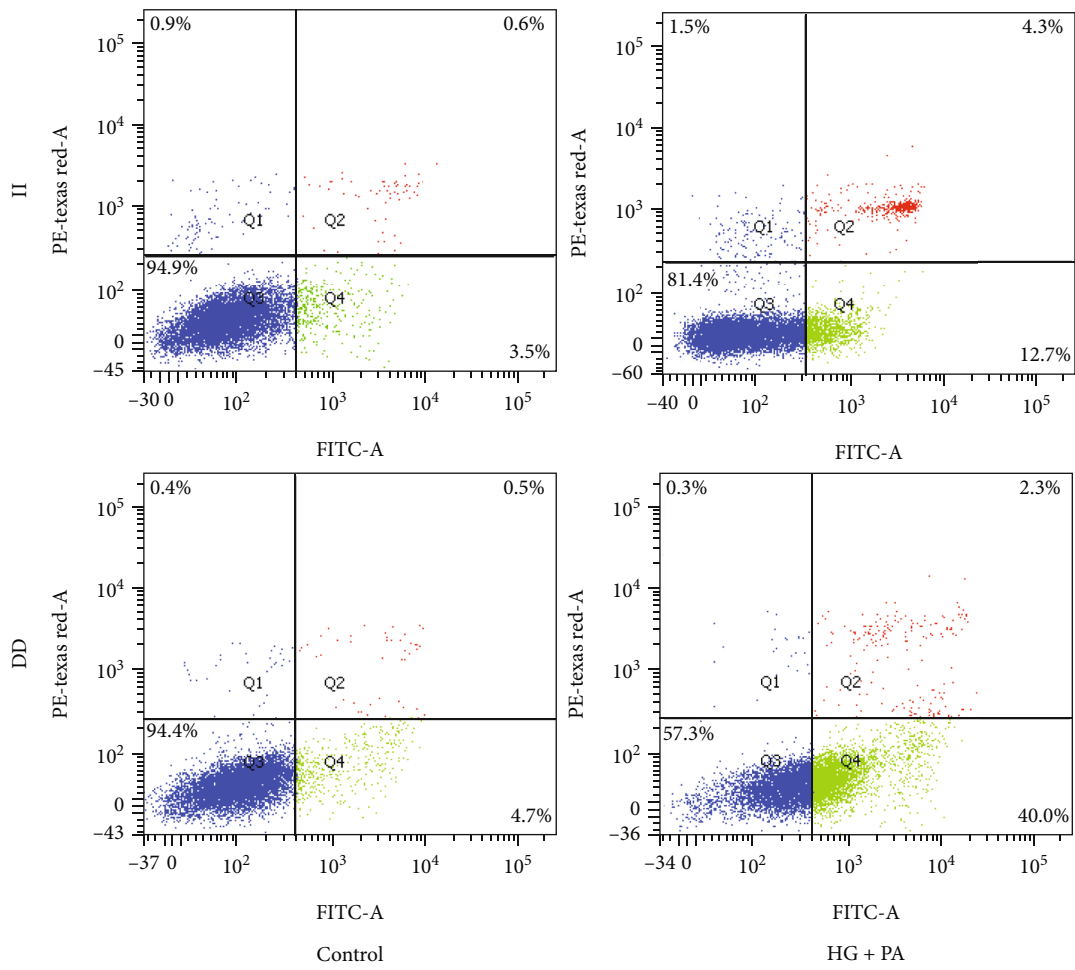 0.9% 0.6%
10^5
10^4
10^3
10^2
0
−45
PE-texas red-A
II
Q1 Q2
94.9%
Q3 Q4
3.5%
−30 0 10^2 10^3 10^4 10^5
FITC-A
1.5% 4.3%
10^5
10^4
10^3
10^2
0
−60
PE-texas red-A
Q1 Q2
81.4%
Q3 Q4
12.7%
−40 0 10^2 10^3 10^4 10^5
FITC-A
0.4% 0.5%
10^5
10^4
10^3
10^2
0
−43
PE-texas red-A
DD
Q1 Q2
94.4%
Q3 Q4
4.7%
−37 0 10^2 10^3 10^4 10^5
FITC-A
Control
0.3% 2.3%
10^5
10^4
10^3
10^2
0
−36
PE-texas red-A
Q1 Q2
57.3%
Q3 Q4
40.0%
−34 0 10^2 10^3 10^4 10^5
FITC-A
HG + PA